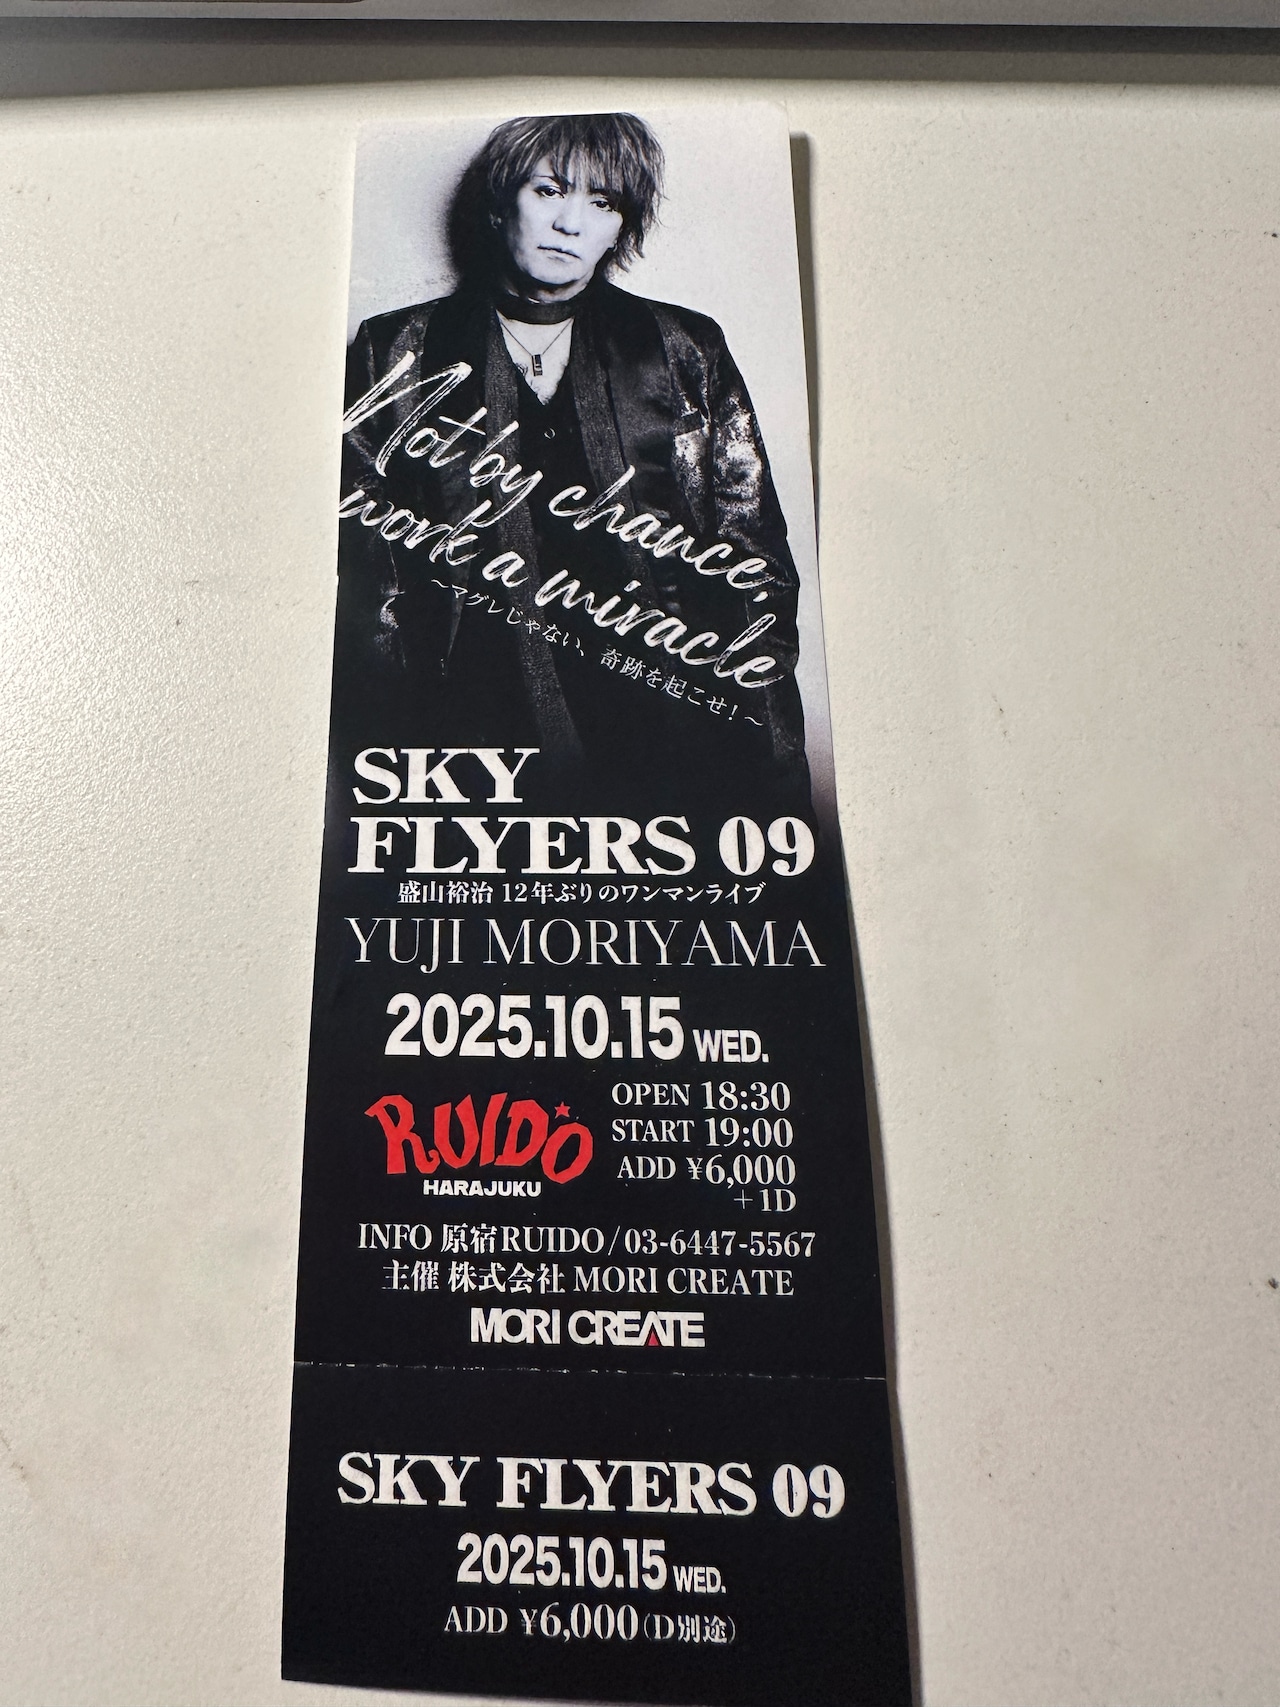 Not by chance,
work a miracle
～マグレじゃない、奇跡を起こせ！～
SKY
FLYERS 09
盛山裕治 12年ぶりのワンマンライブ
YUJI MORIYAMA
2025.10.15 WED.
RUIDO
HARAJUKU
OPEN 18:30
START 19:00
ADD ¥6,000
+1D
INFO 原宿RUIDO/03-6447-5567
主催 株式会社 MORI CREATE
MORI CREATE
SKY FLYERS 09
2025.10.15 WED.
ADD ¥6,000(D別途)